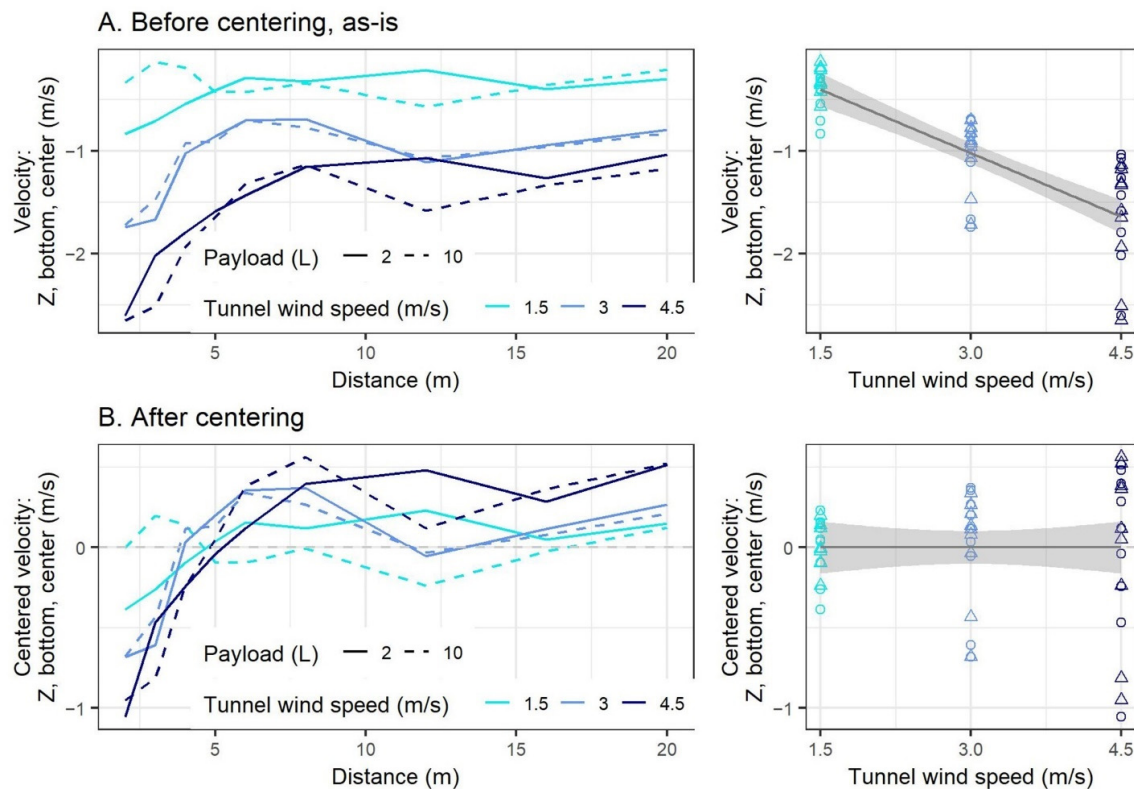 A. Before centering, as-is
Velocity:
Z, bottom, center (m/s)
−1
−2
Payload (L) 2 10
Tunnel wind speed (m/s) 1.5 3 4.5
5 10 15 20
Distance (m)
Velocity:
Z, bottom, center (m/s)
−1
−2
1.5 3.0 4.5
Tunnel wind speed (m/s)
B. After centering
Centered velocity:
Z, bottom, center (m/s)
0
−1
Payload (L) 2 10
Tunnel wind speed (m/s) 1.5 3 4.5
5 10 15 20
Distance (m)
Centered velocity:
Z, bottom, center (m/s)
0
−1
1.5 3.0 4.5
Tunnel wind speed (m/s)